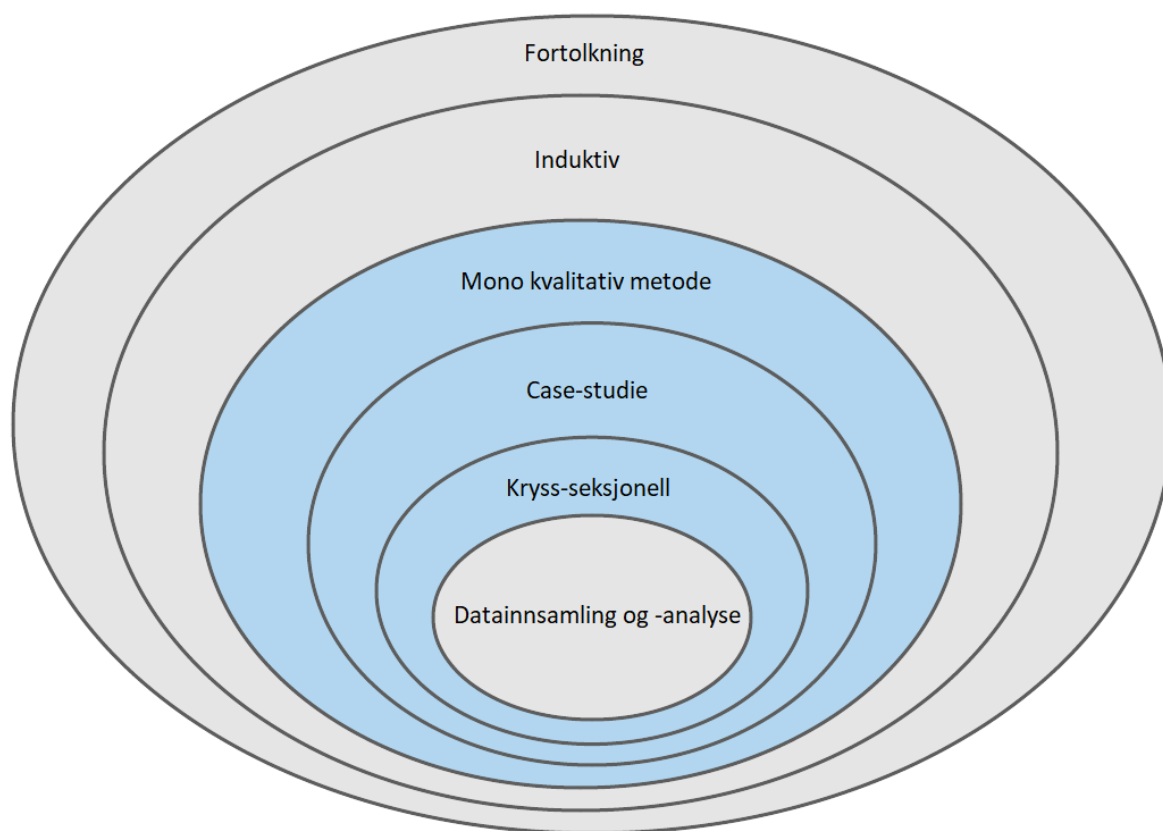 Fortolkning
Induktiv
Mono kvalitativ metode
Case-studie
Kryss-seksjonell
Datainnsamling og -analyse